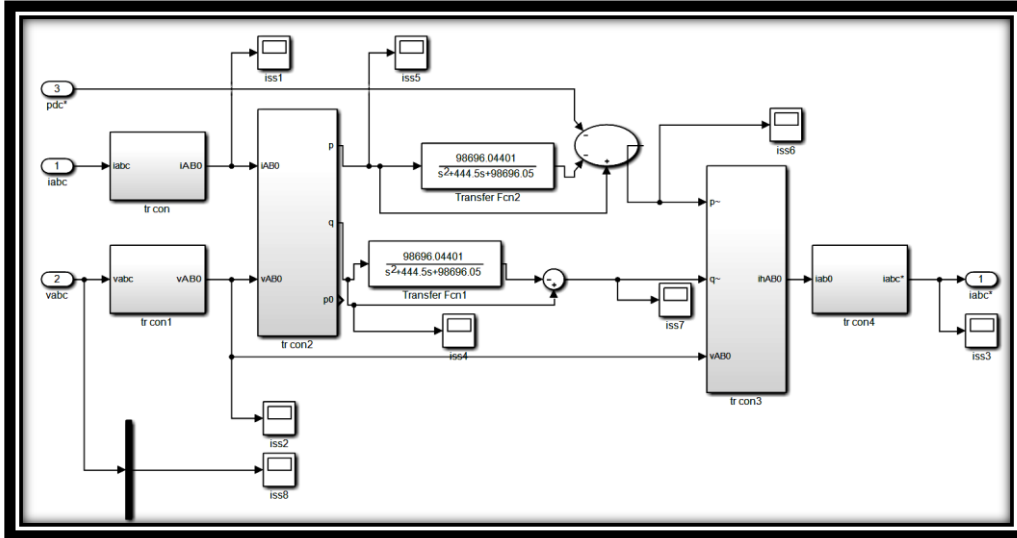 iss1
iss5
3
pdc*
iss6
1
iabc
iabc
iAB0
tr con
iAB0
vAB0
p
q
p0
tr con2
98696.04401
s2+444.5s+98696.05
Transfer Fcn2
−
−
+
2
vabc
vabc
vAB0
tr con1
98696.04401
s2+444.5s+98696.05
Transfer Fcn1
−
+
iss4
iss7
p~
q~
vAB0
ihAB0
tr con3
iab0
iabc*
tr con4
1
iabc*
iss3
iss2
iss8